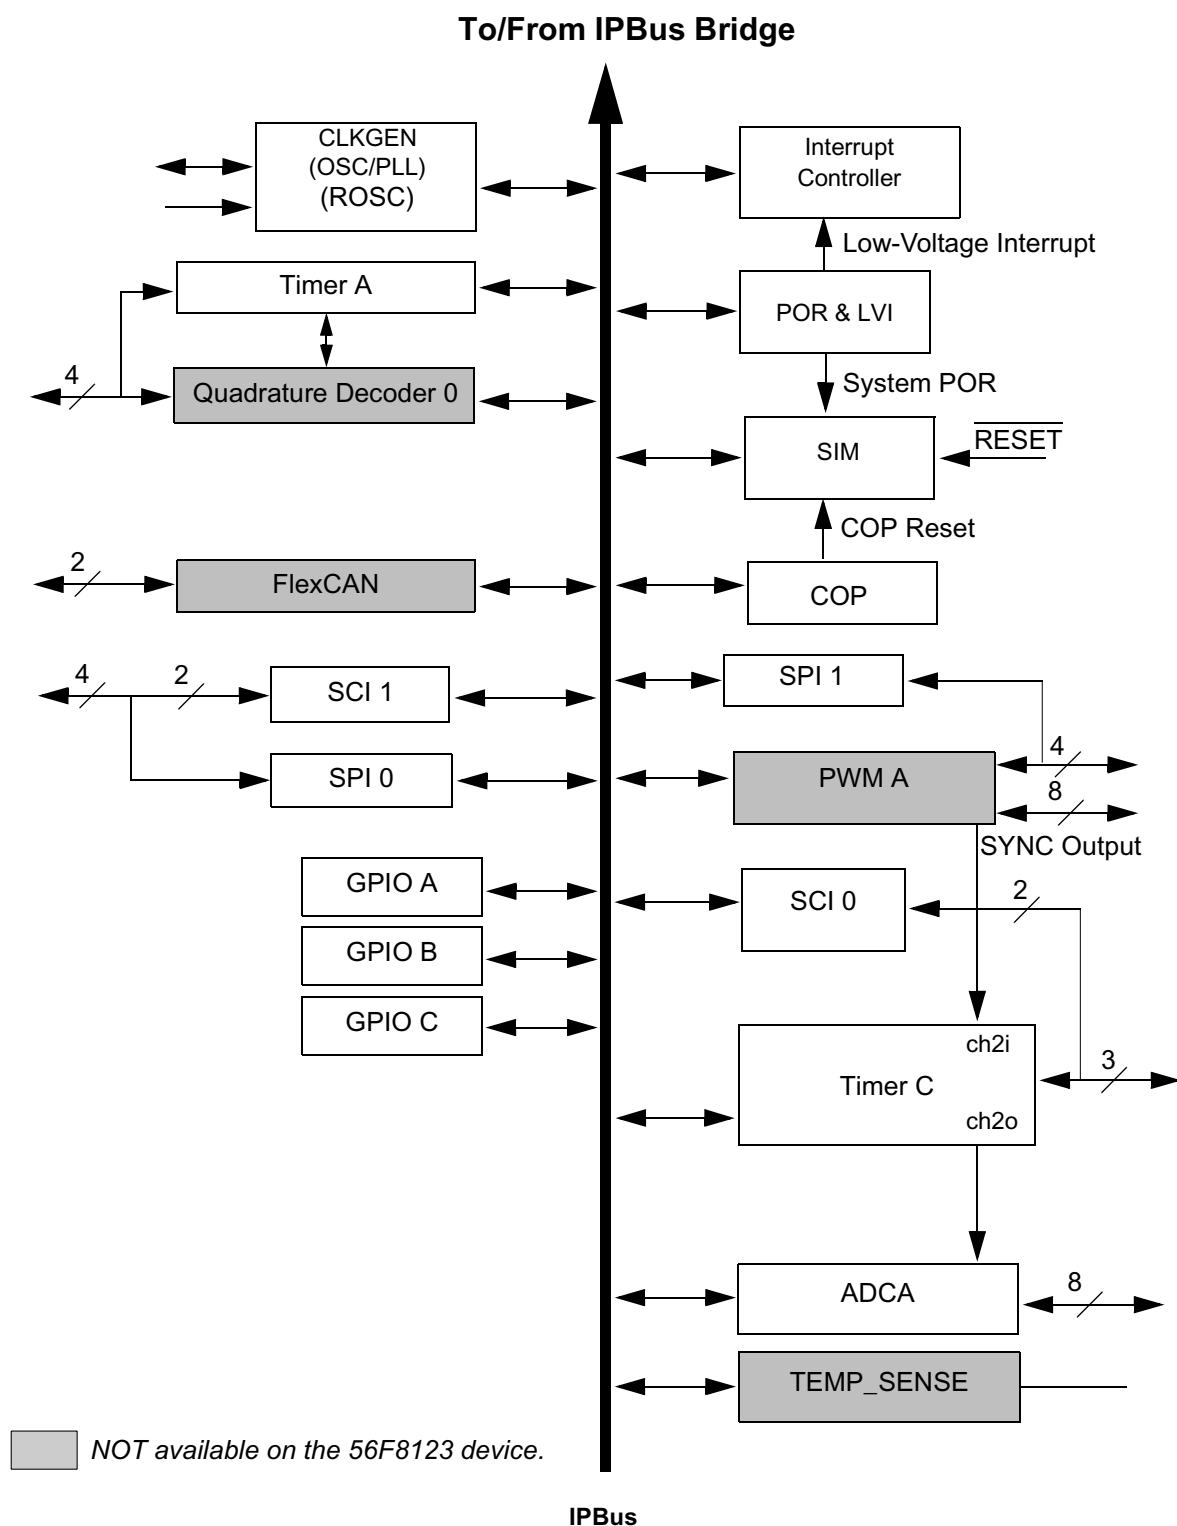 To/From IPBus Bridge
CLKGEN
(OSC/PLL)
(ROSC)
Timer A
4
Quadrature Decoder 0
2
FlexCAN
4
2
SCI 1
SPI 0
GPIO A
GPIO B
GPIO C
Interrupt
Controller
Low-Voltage Interrupt
POR & LVI
System POR
SIM
RESET
COP Reset
COP
SPI 1
4
PWM A
8
SYNC Output
SCI 0
2
ch2i
3
Timer C
ch2o
ADCA
8
TEMP_SENSE
NOT available on the 56F8123 device.
IPBus